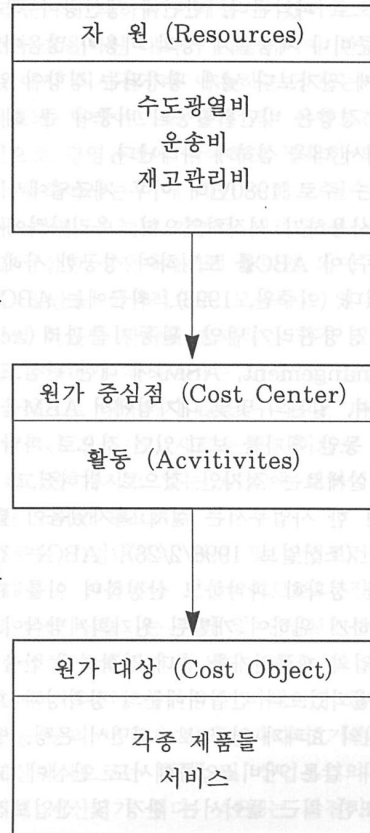 자 원 (Resources)
수도광열비
운송비
재고관리비
원가 중심점 (Cost Center)
활동 (Acvitivites)
원가 대상 (Cost Object)
각종 제품들
서비스